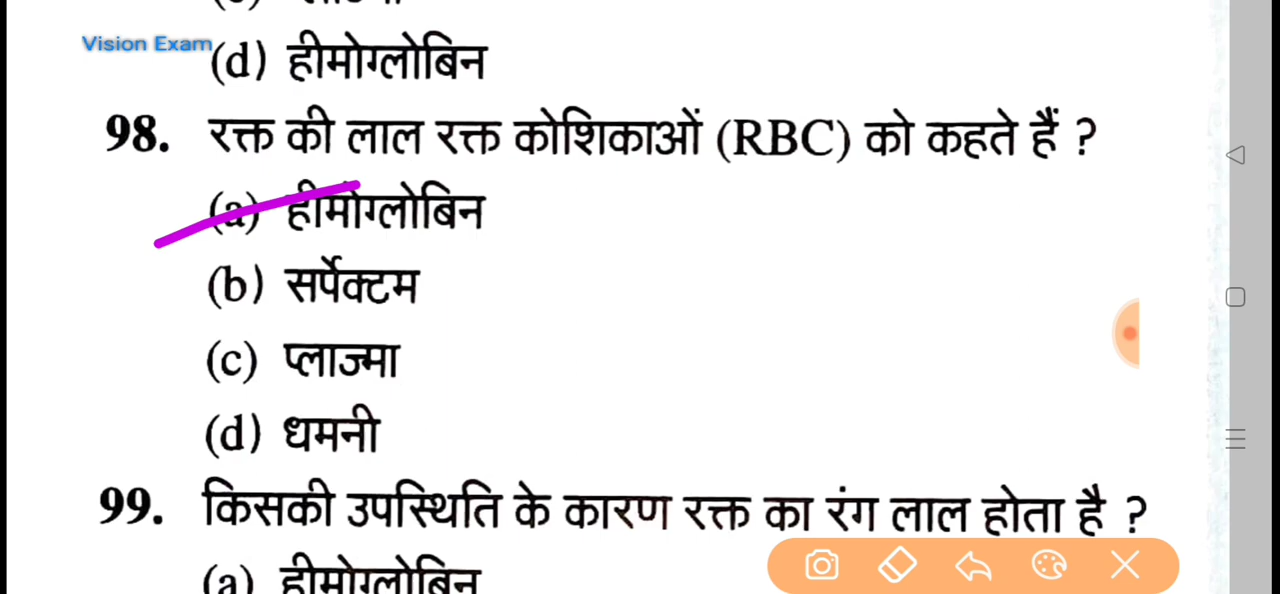 Vision Exam
(d) हीमोग्लोबिन
98. रक्त की लाल रक्त कोशिकाओं (RBC) को कहते हैं ?
(a) हीमोग्लोबिन
(b) सर्पेक्टम
(c) प्लाज्मा
(d) धमनी
99. किसकी उपस्थिति के कारण रक्त का रंग लाल होता है ?
(a) हीमोग्लोबिन